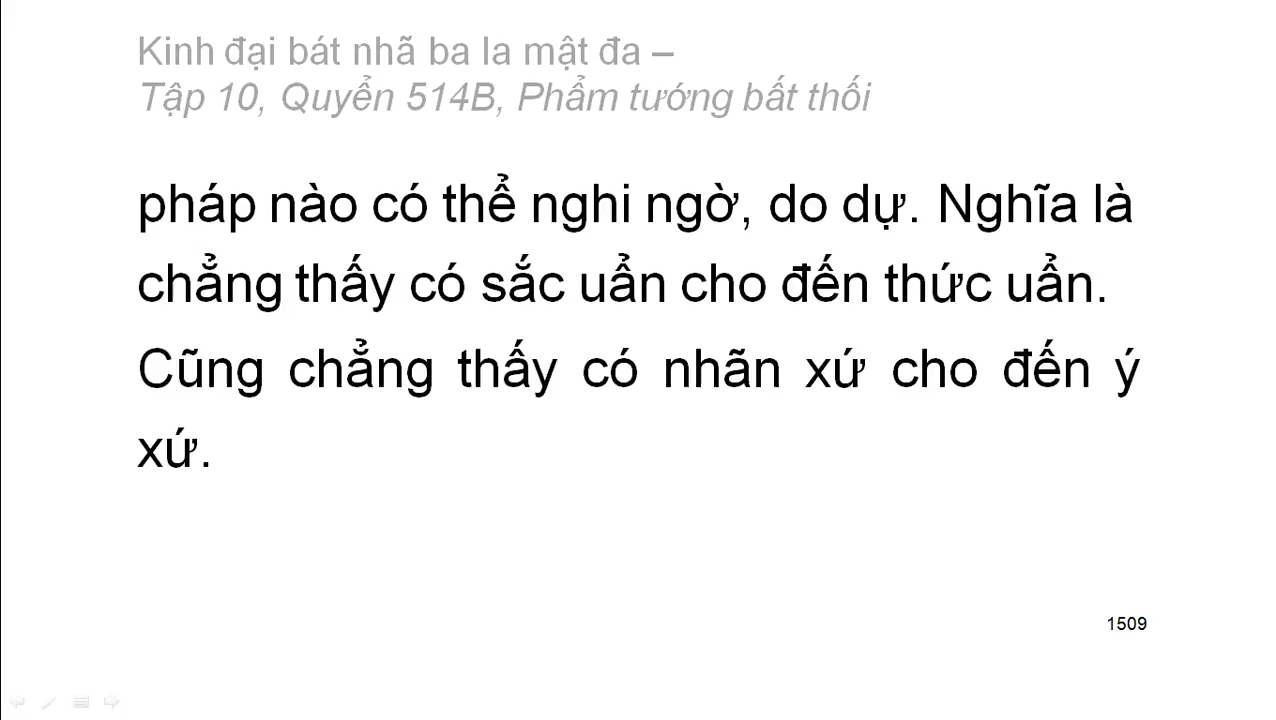 Kinh đại bát nhã ba la mật đa –
Tập 10, Quyển 514B, Phẩm tướng bất thối
pháp nào có thể nghi ngờ, do dự. Nghĩa là
chẳng thấy có sắc uẩn cho đến thức uẩn.
Cũng chẳng thấy có nhãn xứ cho đến ý
xứ.
1509